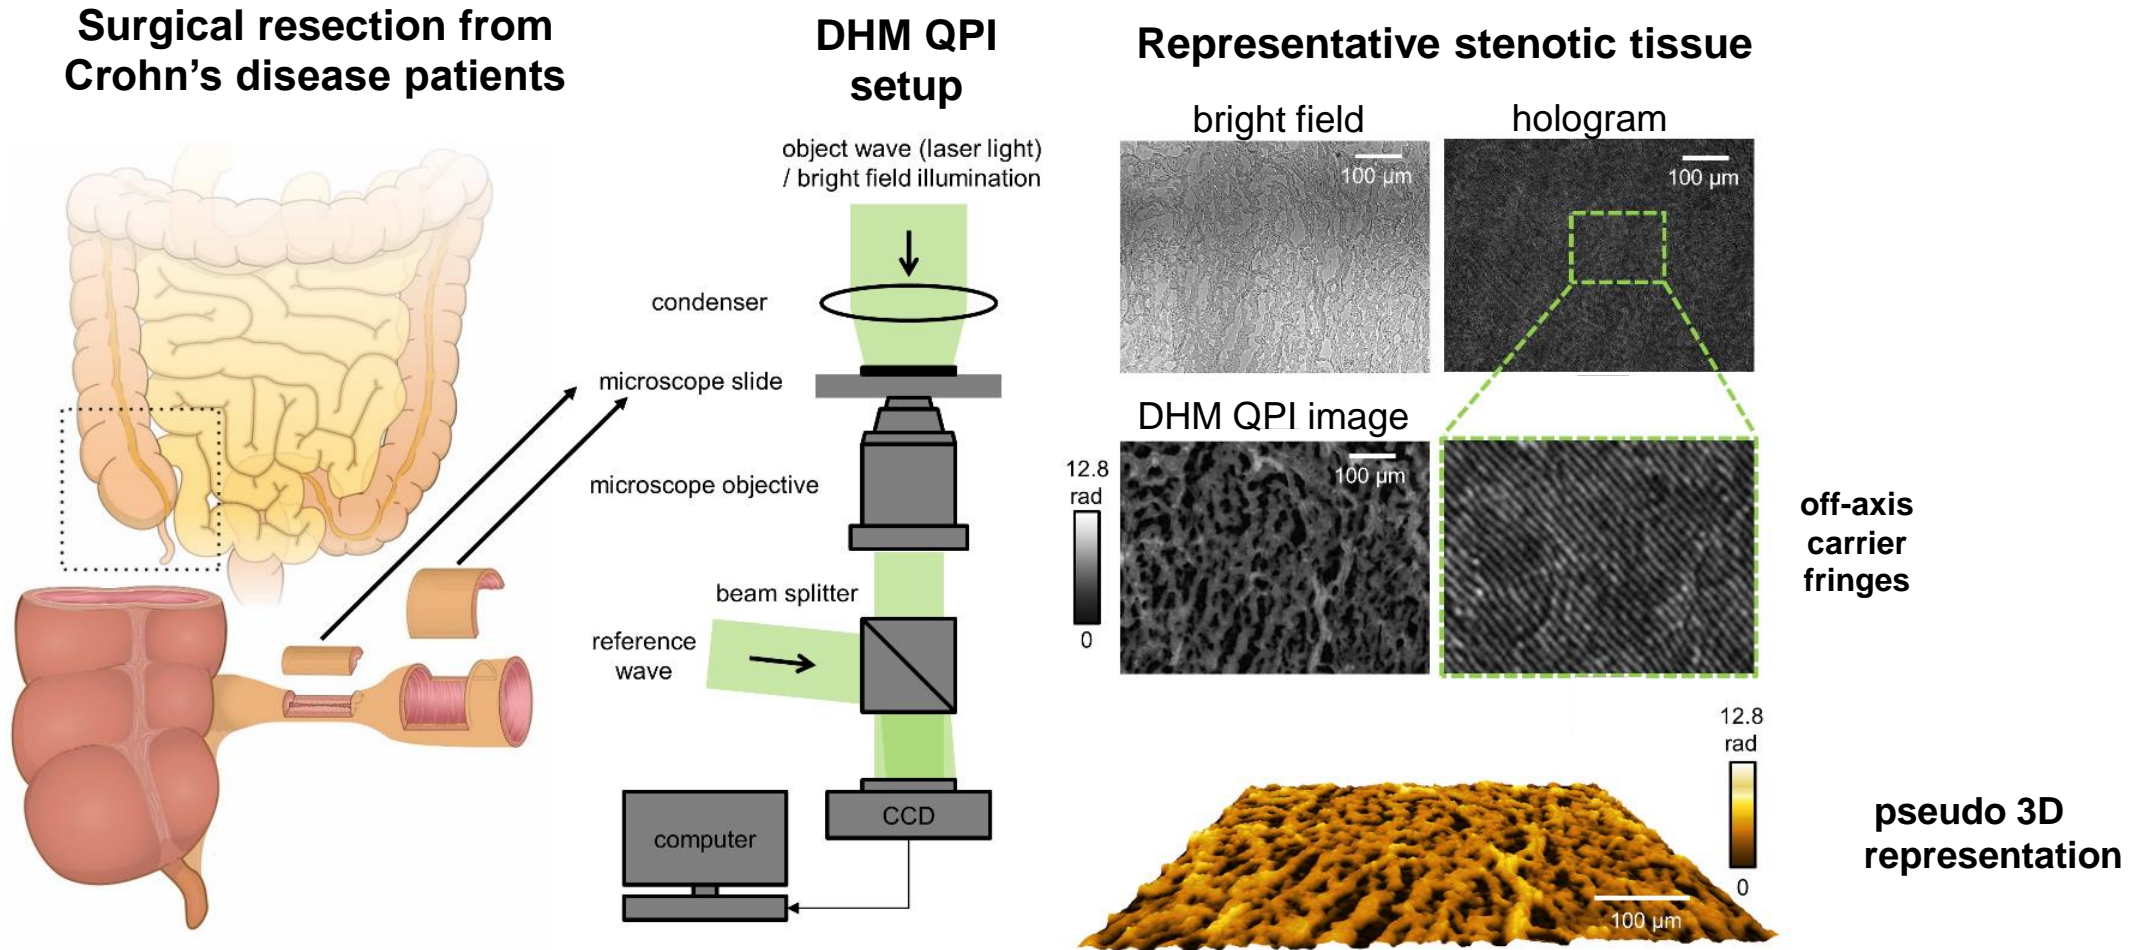 Surgical resection from
Crohn’s disease patients
DHM QPI
setup
object wave (laser light)
/ bright field illumination
condenser
microscope slide
microscope objective
beam splitter
reference
wave
CCD
computer
Representative stenotic tissue
bright field
100 µm
hologram
100 µm
DHM QPI image
100 µm
12.8
rad
0
off-axis
carrier
fringes
12.8
rad
0
100 µm
pseudo 3D
representation